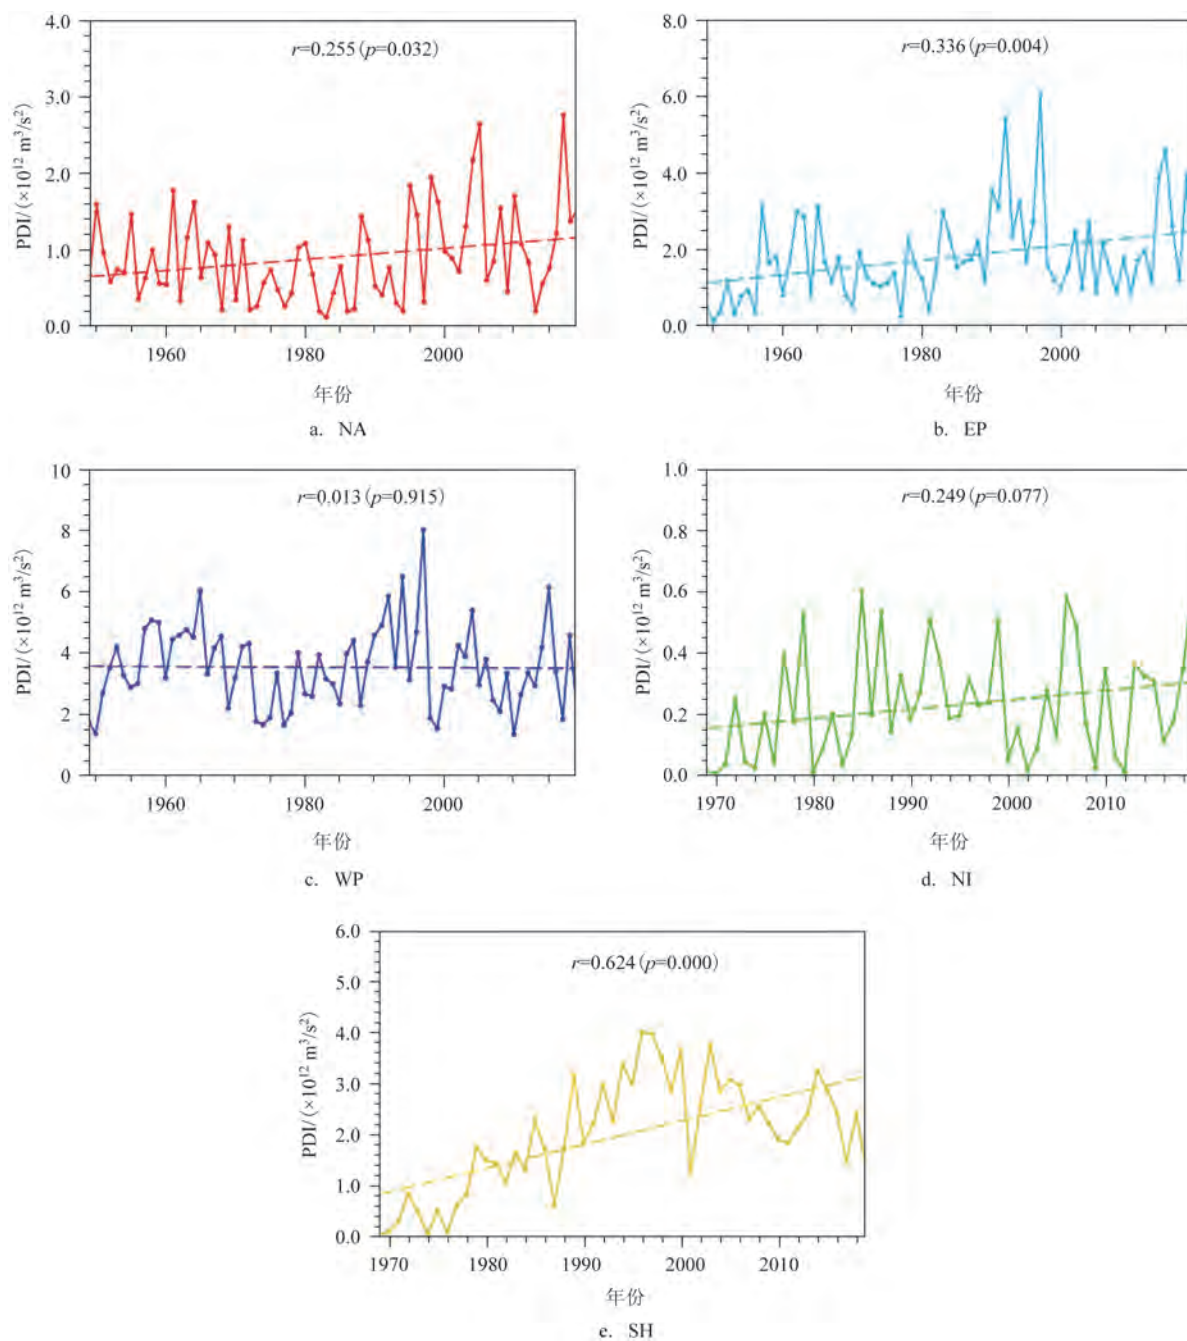 4.0
3.0
2.0
1.0
0.0
PDI/(×10¹² m³/s²)
r=0.255(p=0.032)
1960
1980
2000
年份
a. NA
8.0
6.0
4.0
2.0
0.0
PDI/(×10¹² m³/s²)
r=0.336(p=0.004)
1960
1980
2000
年份
b. EP
10
8
6
4
2
0
PDI/(×10¹² m³/s²)
r=0.013(p=0.915)
1960
1980
2000
年份
c. WP
1.0
0.8
0.6
0.4
0.2
0.0
PDI/(×10¹² m³/s²)
r=0.249(p=0.077)
1970
1980
1990
2000
2010
年份
d. NI
6.0
5.0
4.0
3.0
2.0
1.0
0.0
PDI/(×10¹² m³/s²)
r=0.624(p=0.000)
1970
1980
1990
2000
2010
年份
e. SH